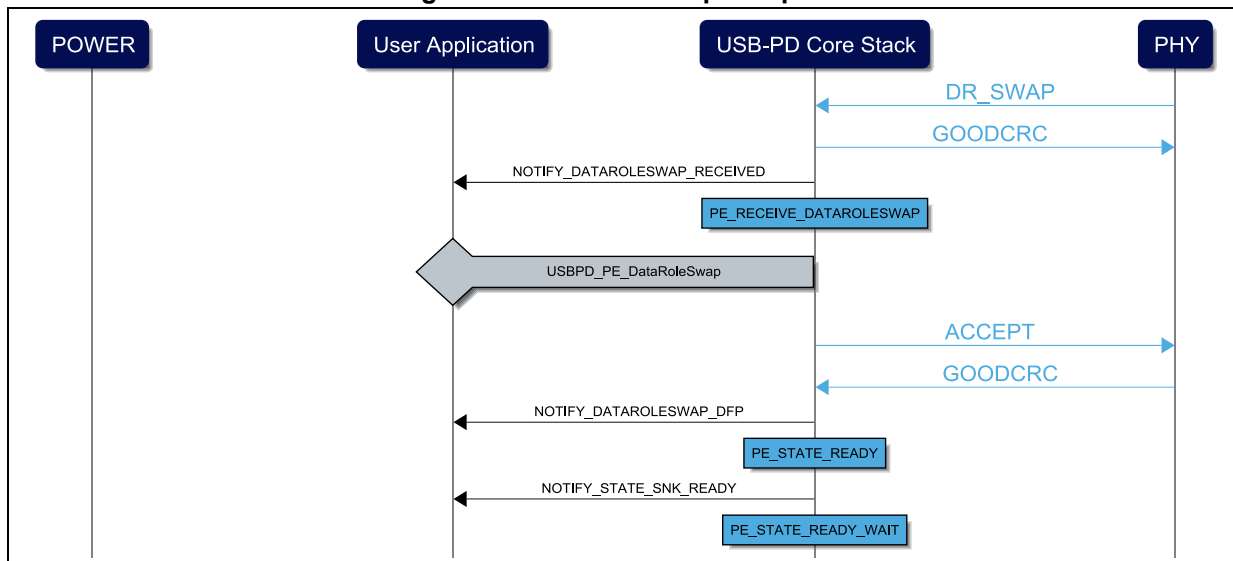 POWER
User Application
USB-PD Core Stack
PHY
DR_SWAP
GOODCRC
NOTIFY_DATAROLESWAP_RECEIVED
PE_RECEIVE_DATAROLESWAP
USBPD_PE_DataRoleSwap
ACCEPT
GOODCRC
NOTIFY_DATAROLESWAP_DFP
PE_STATE_READY
NOTIFY_STATE_SNK_READY
PE_STATE_READY_WAIT